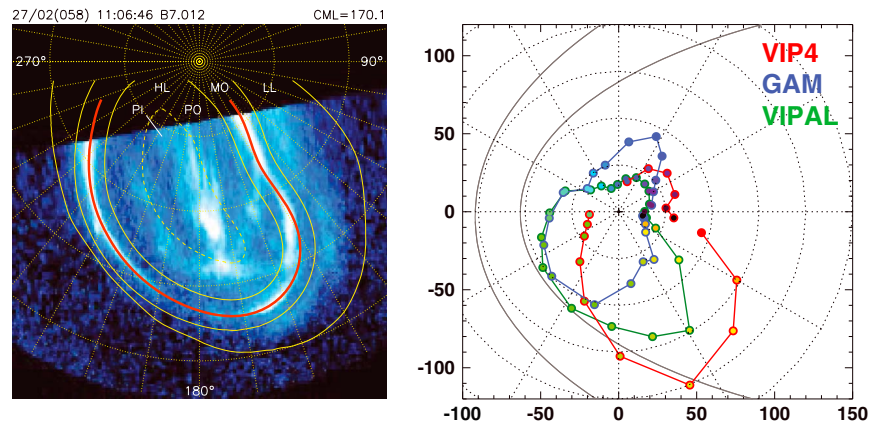 27/02(058) 11:06:46 B7.012 CML=170.1
270° 90°
HL MO LL
PI PO
180°
VIP4
GAM
VIPAL
100
50
0
-50
-100
-100 -50 0 50 100 150